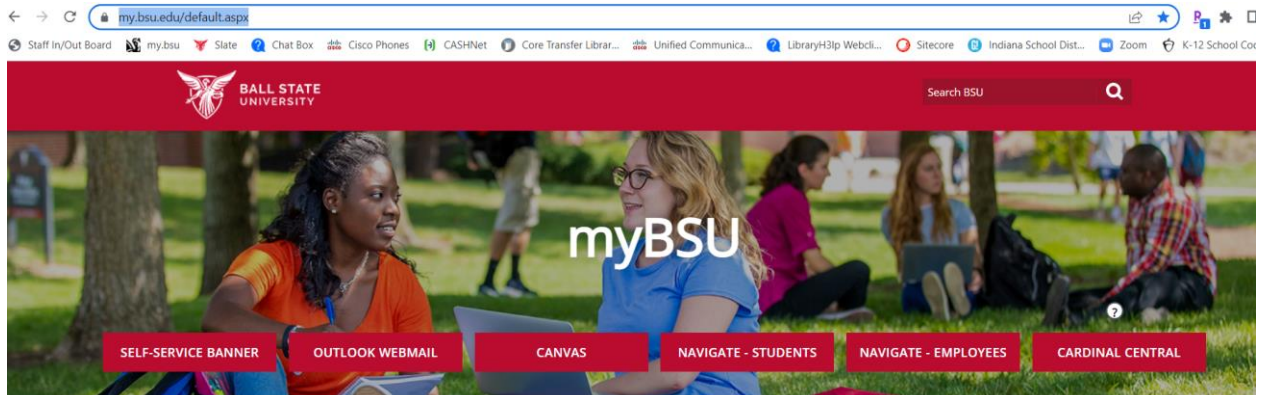 my.bsu.edu/default.aspx
1
Staff In/Out Board my.bsu Slate Chat Box Cisco Phones CASHNet Core Transfer Librar... Unified Communica... LibraryH3lp Webcli... Sitecore Indiana School Dist... Zoom K-12 School
BALL STATE
UNIVERSITY
Search BSU
myBSU
?
SELF-SERVICE BANNER OUTLOOK WEBMAIL CANVAS NAVIGATE - STUDENTS NAVIGATE - EMPLOYEES CARDINAL CENTRAL